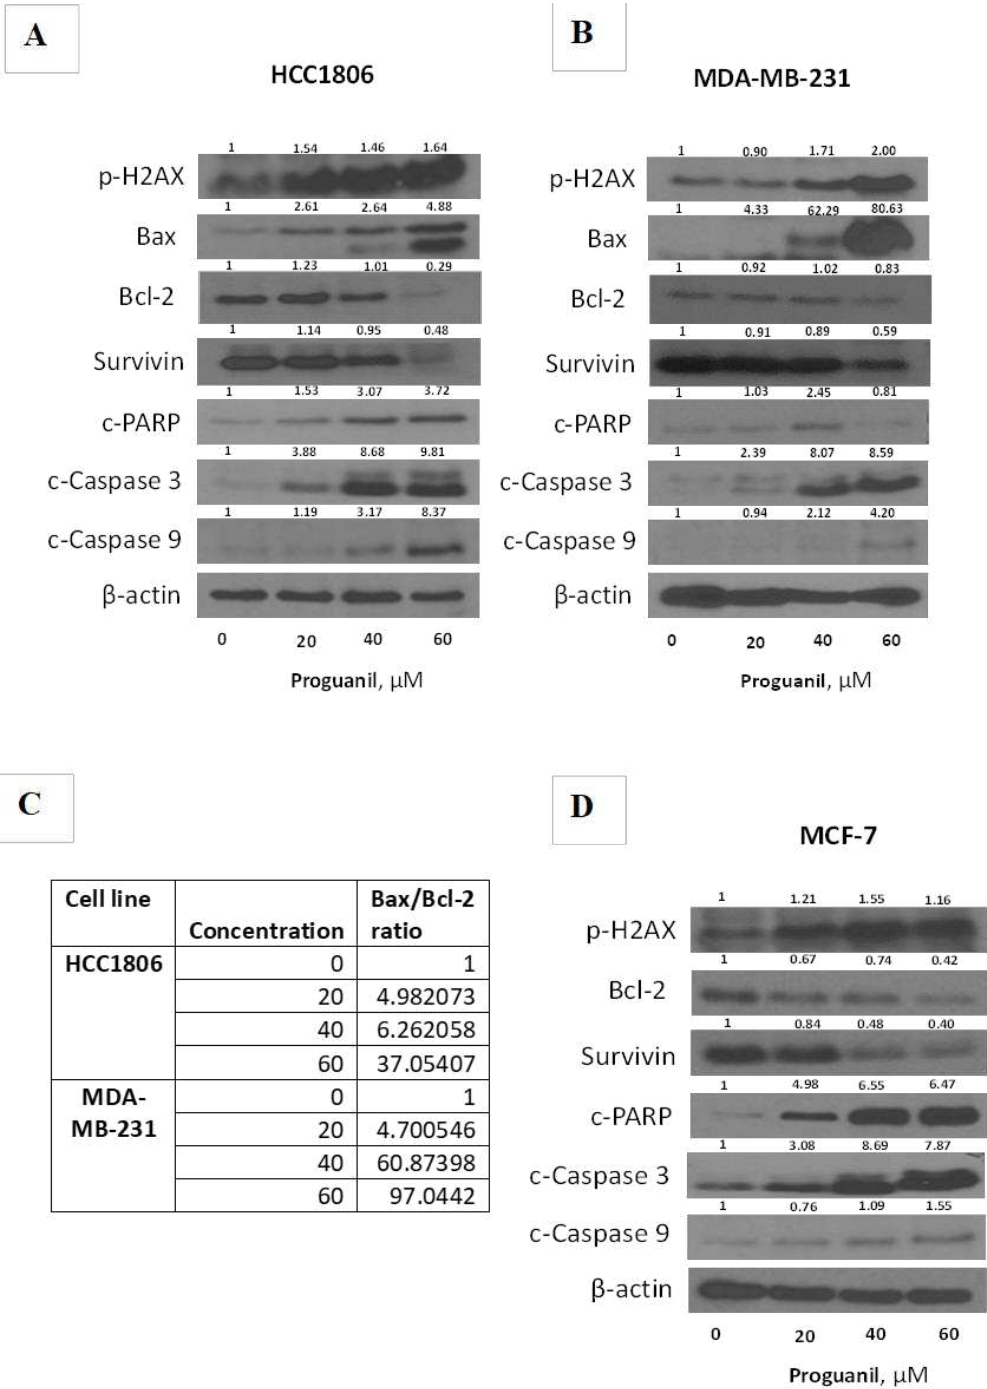 A
HCC1806
1 1.54 1.46 1.64
p-H2AX
1 2.61 2.64 4.88
Bax
1 1.23 1.01 0.29
Bcl-2
1 1.14 0.95 0.48
Survivin
1 1.53 3.07 3.72
c-PARP
1 3.88 8.68 9.81
c-Caspase 3
1 1.19 3.17 8.37
c-Caspase 9
β-actin
0 20 40 60
Proguanil, μM
B
MDA-MB-231
1 0.90 1.71 2.00
p-H2AX
1 4.33 62.29 80.63
Bax
1 0.92 1.02 0.83
Bcl-2
1 0.91 0.89 0.59
Survivin
1 1.03 2.45 0.81
c-PARP
1 2.39 8.07 8.59
c-Caspase 3
1 0.94 2.12 4.20
c-Caspase 9
β-actin
0 20 40 60
Proguanil, μM
C
Cell line Concentration Bax/Bcl-2
ratio
HCC1806 0 1
20 4.982073
40 6.262058
60 37.05407
MDA- 0 1
MB-231 20 4.700546
40 60.87398
60 97.0442
D
MCF-7
1 1.21 1.55 1.16
p-H2AX
1 0.67 0.74 0.42
Bcl-2
1 0.84 0.48 0.40
Survivin
1 4.98 6.55 6.47
c-PARP
1 3.08 8.69 7.87
c-Caspase 3
1 0.76 1.09 1.55
c-Caspase 9
β-actin
0 20 40 60
Proguanil, μM